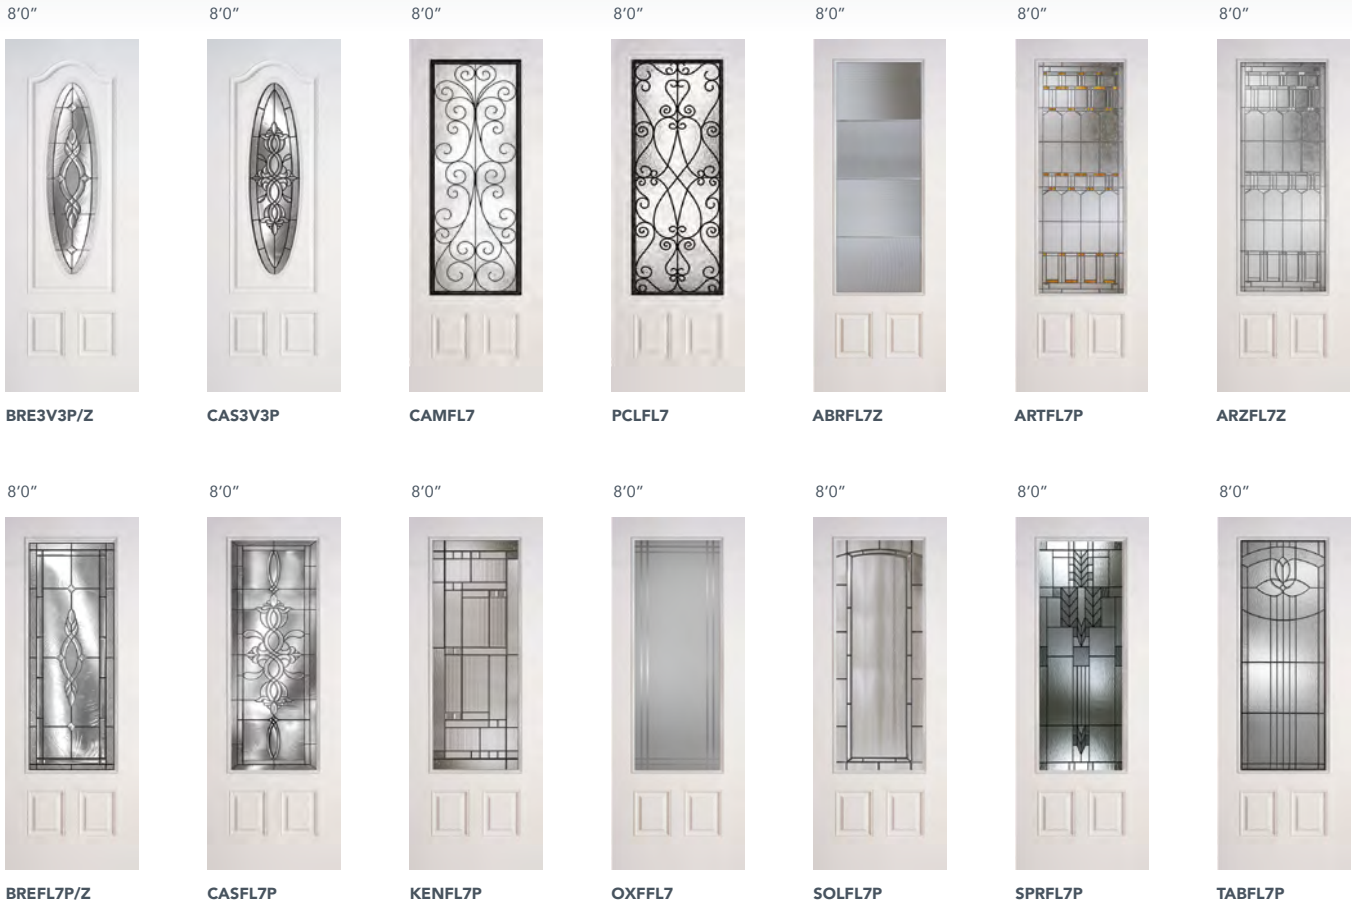 8’0” 8’0” 8’0” 8’0” 8’0” 8’0” 8’0”
BRE3V3P/Z CAS3V3P CAMFL7 PCLFL7 ABRFL7Z ARTFL7P ARZFL7Z
8’0” 8’0” 8’0” 8’0” 8’0” 8’0” 8’0”
BREFL7P/Z CASFL7P KENFL7P OXFFL7 SOLFL7P SPRFL7P TABFL7P